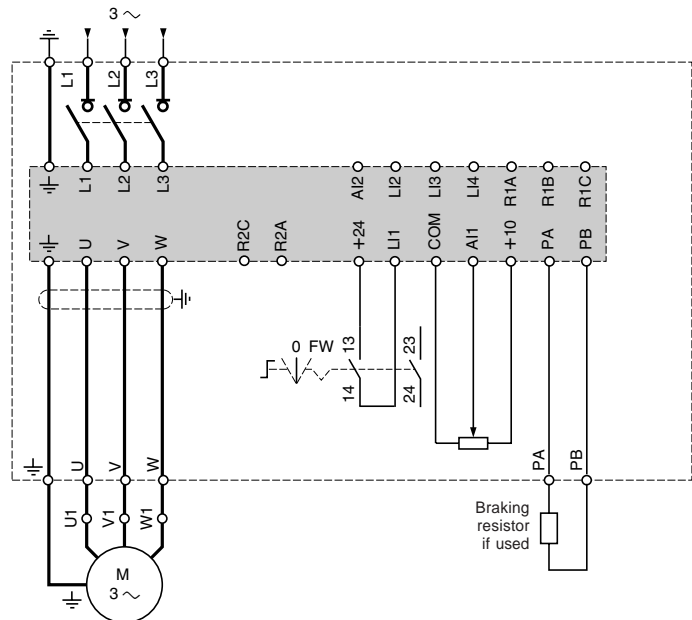 3 ~
L1 L2 L3
L1 L2 L3 AI2 LI2 LI3 LI4 R1A R1B R1C
U V W R2C R2A +24 LI1 COM AI1 +10 PA PB
0 FW 13 23
14 24
U V W PA PB
U1 V1 W1
Braking
resistor
if used
M
3 ~